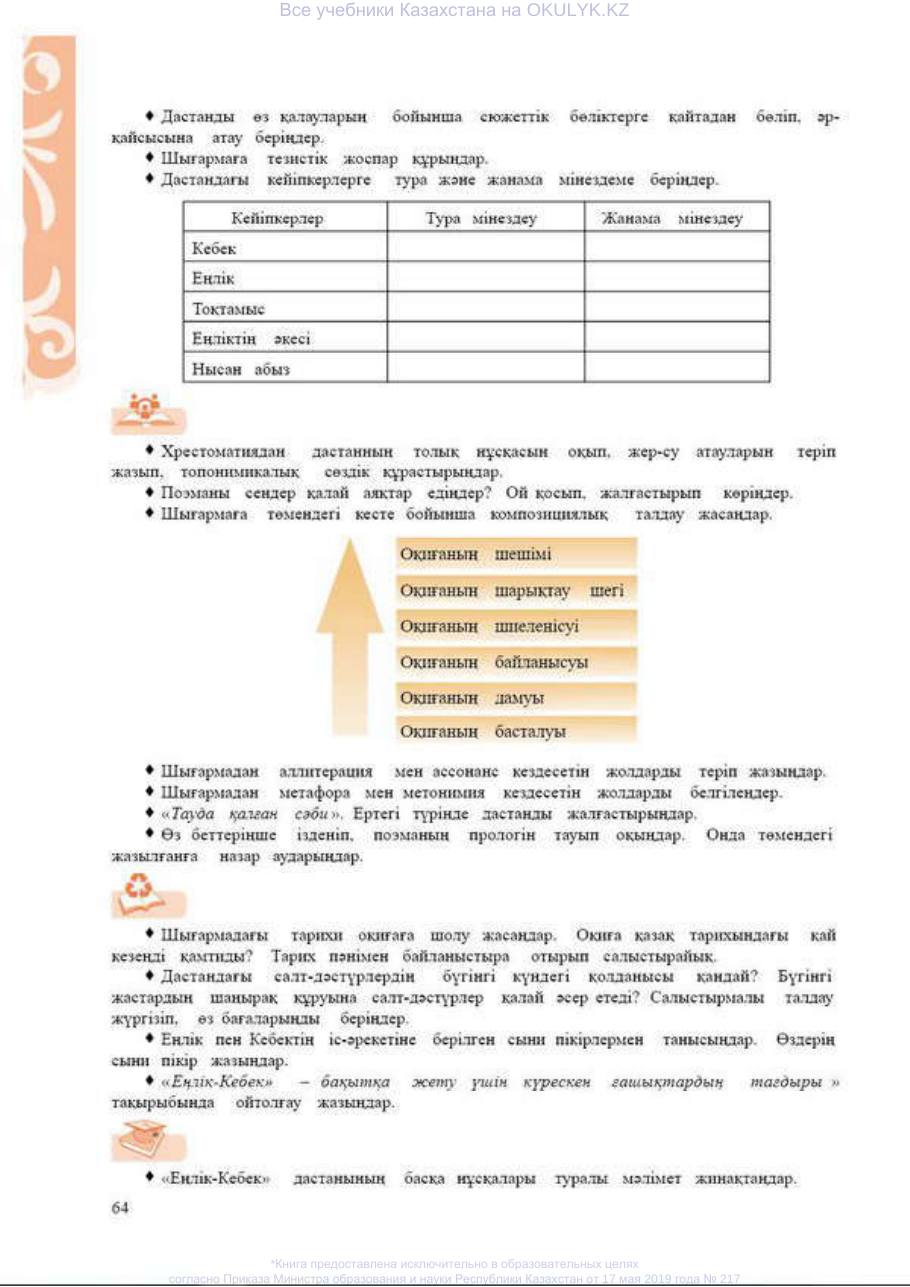 Все учебники Казахстана на OKULYK.KZ
♦ Дастанды өз қалауларың бойынша сюжеттік бөліктерге қайтадан бөліп, әр-
қайсысына атау беріңдер.
♦ Шығармаға тезистік жоспар құрыңдар.
♦ Дастандағы кейіпкерлерге тура және жанама мінездеме беріңдер.
Кейіпкерлер Тура мінездеу Жанама мінездеу
Кебек
Еңлік
Тоқтамыс
Еңліктің әкесі
Нысан абыз
♦ Хрестоматиядан дастанның толық нұсқасын оқып, жер-су атауларын теріп
жазып, топонимикалық сөздік құрастырыңдар.
♦ Поэманы сендер қалай аяқтар едіңдер? Ой қосып, жалғастырып көріңдер.
♦ Шығармаға төмендегі кесте бойынша композициялық талдау жасаңдар.
Оқиғаның шешімі
Оқиғаның шарықтау шегі
Оқиғаның шиеленісуі
Оқиғаның байланысуы
Оқиғаның дамуы
Оқиғаның басталуы
♦ Шығармадан аллитерация мен ассонанс кездесетін жолдарды теріп жазыңдар.
♦ Шығармадан метафора мен метонимия кездесетін жолдарды белгілеңдер.
♦ «Тауда қалған сәби». Ертегі түрінде дастанды жалғастырыңдар.
♦ Өз беттеріңше ізденіп, поэманың прологін тауып оқыңдар. Онда төмендегі
жазылғанға назар аударыңдар.
♦ Шығармадағы тарихи оқиғаға шолу жасаңдар. Оқиға қазақ тарихындағы қай
кезеңді қамтиды? Тарих пәнімен байланыстыра отырып салыстырайық.
♦ Дастандағы салт-дәстүрлердің бүгінгі күндегі қолданысы қандай? Бүгінгі
жастардың шаңырақ құруына салт-дәстүрлер қалай әсер етеді? Салыстырмалы талдау
жүргізіп, өз бағаларыңды беріңдер.
♦ Еңлік пен Кебектің іс-әрекетіне берілген сыни пікірлермен танысыңдар. Өздерің
сыни пікір жазыңдар.
♦ «Еңлік-Кебек» – бақытқа жету үшін күрескен ғашықтардың тағдыры »
тақырыбында ойтолғау жазыңдар.
♦ «Еңлік-Кебек» дастанының басқа нұсқалары туралы мәлімет жинақтаңдар.
64
*Книга предоставлена исключительно в образовательных целях
согласно Приказа Министра образования и науки Республики Казахстан от 17 мая 2019 года № 217